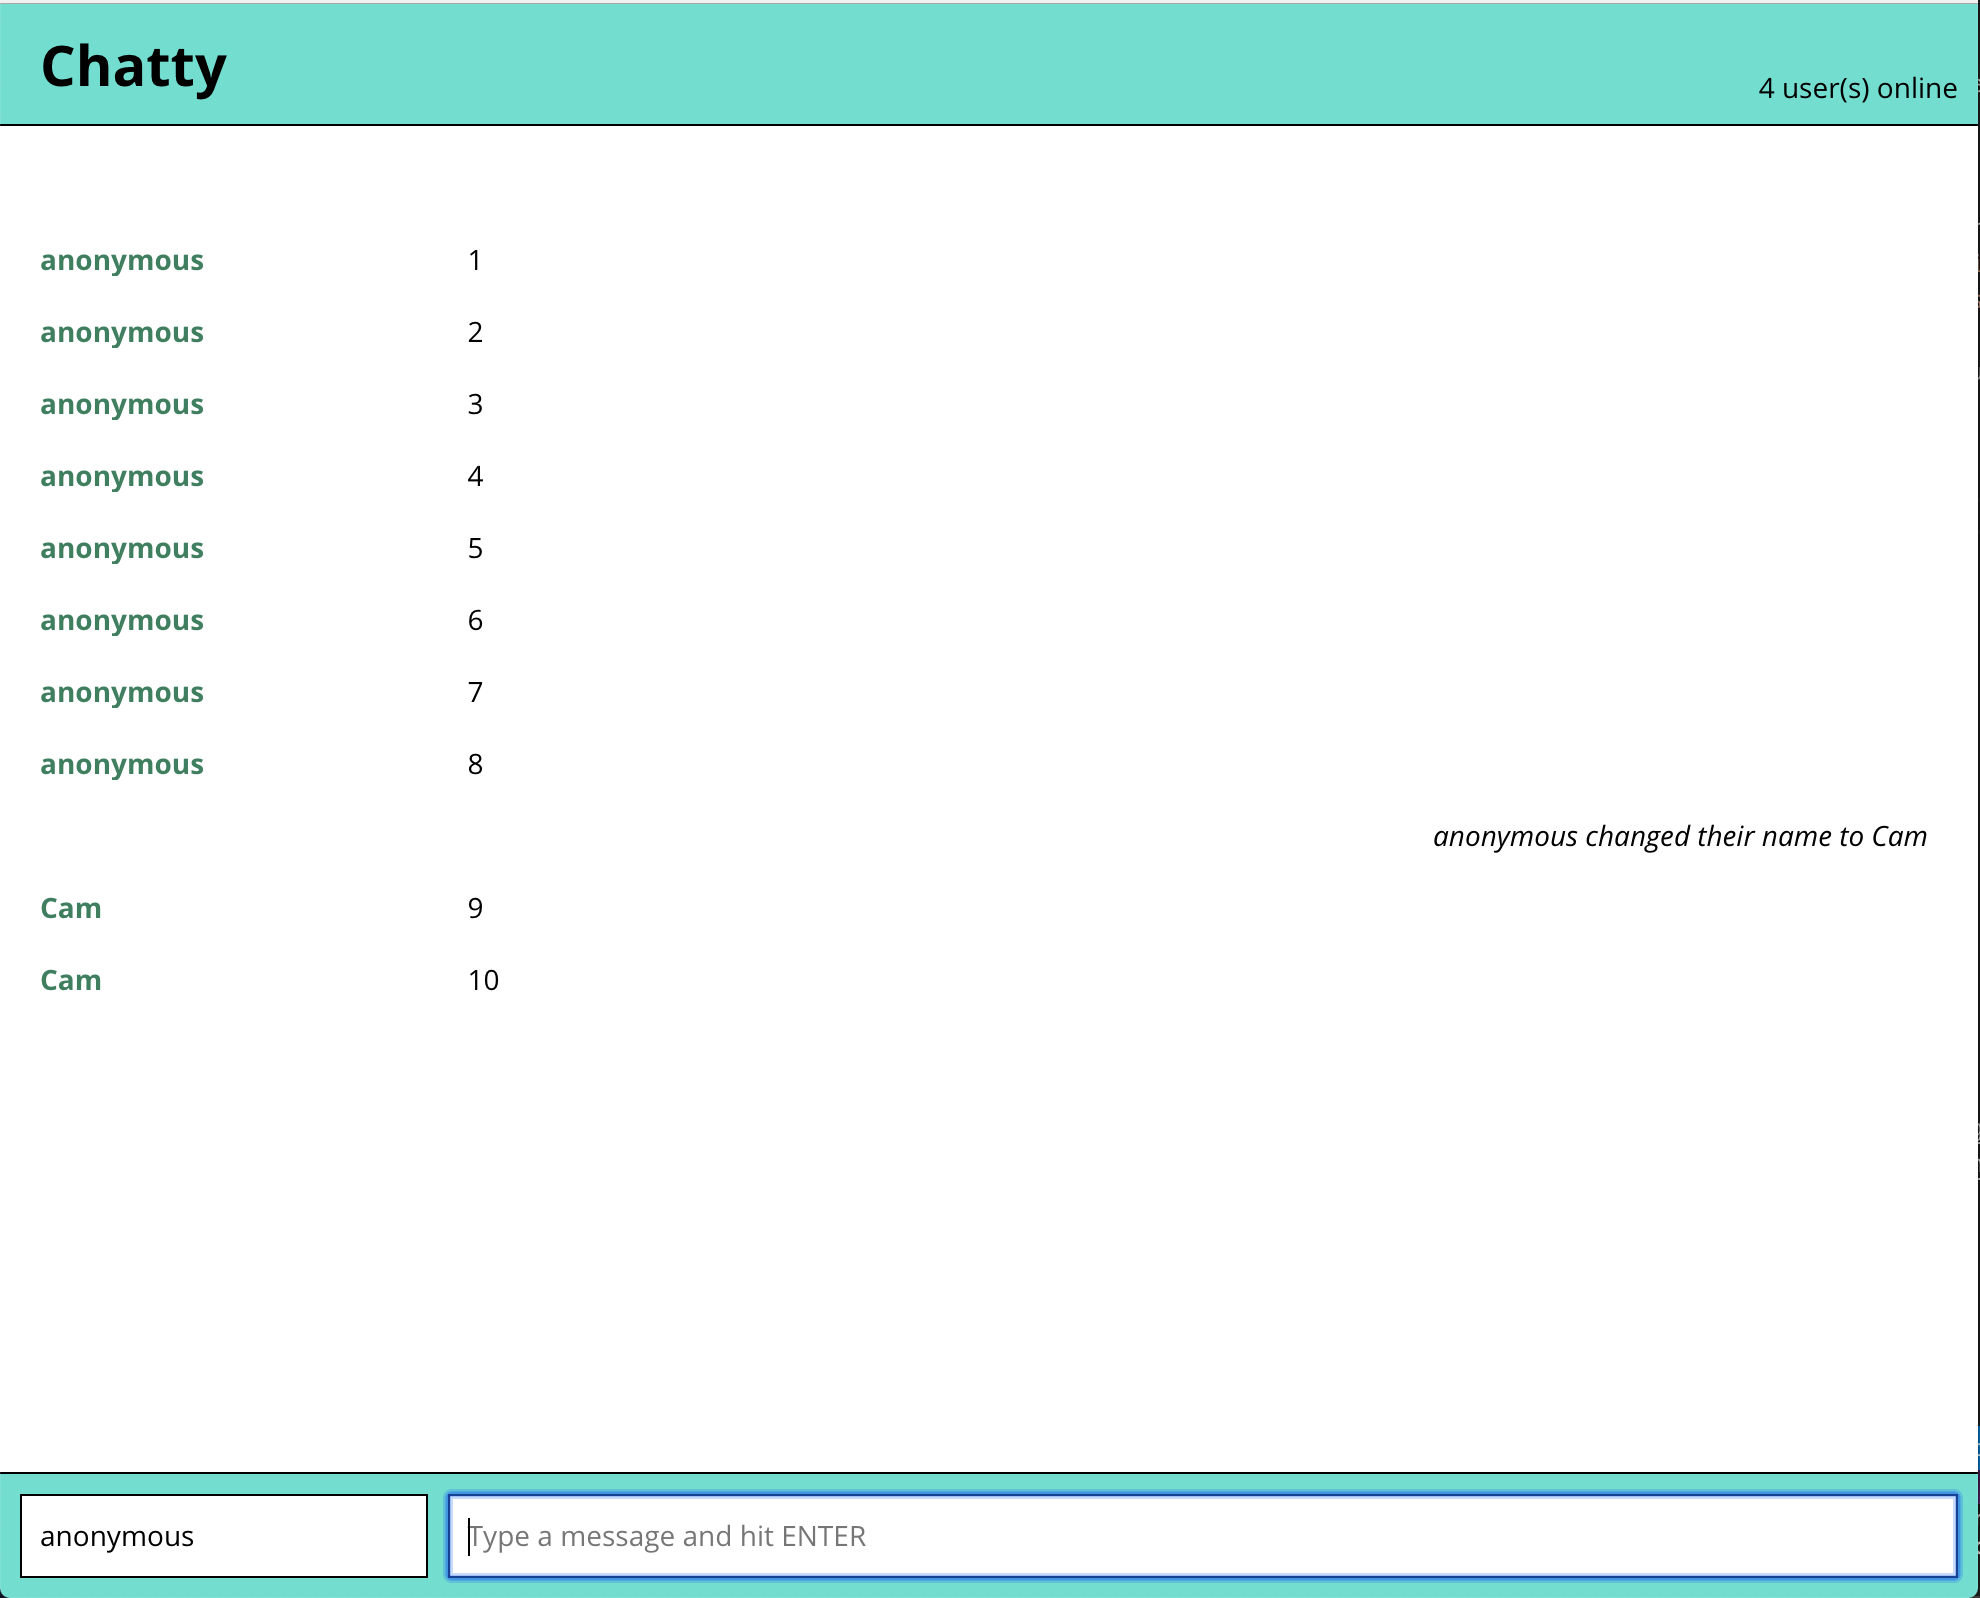 Chatty
4 user(s) online
anonymous 1
anonymous 2
anonymous 3
anonymous 4
anonymous 5
anonymous 6
anonymous 7
anonymous 8
anonymous changed their name to Cam
Cam 9
Cam 10
anonymous Type a message and hit ENTER